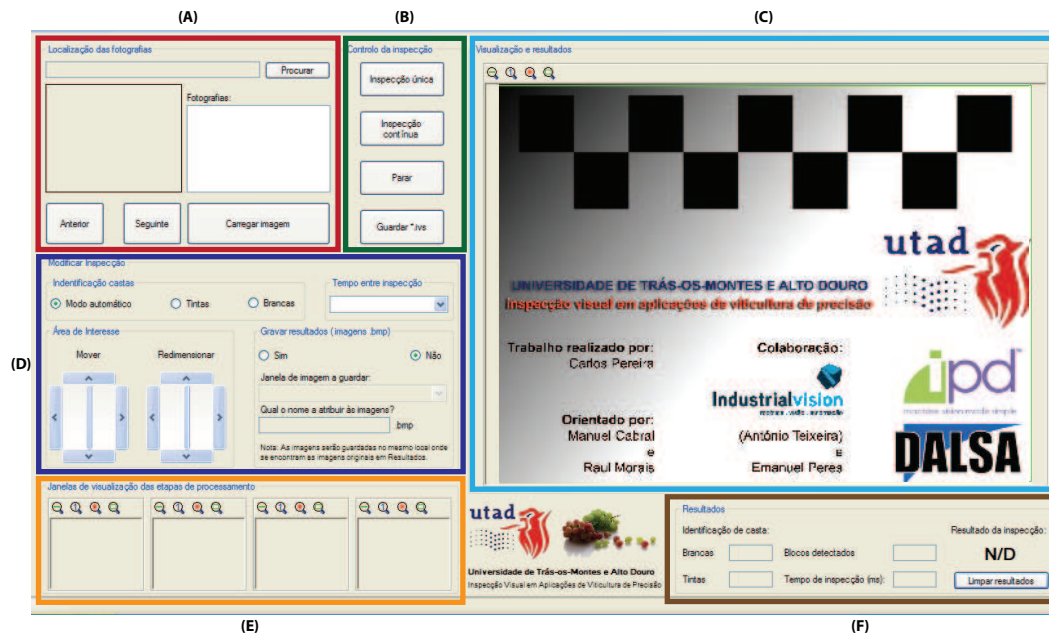 (A)
(B)
(C)
Localização das fotografias
Procurar
Fotografias:
Anterior
Seguinte
Carregar imagem
Controlo da inspecção
Inspecção única
Inspecção
contínua
Parar
Guardar *.ivs
Visualização e resultados
utad
UNIVERSIDADE DE TRÁS-OS-MONTES E ALTO DOURO
Inspecção visual em aplicações de viticultura de precisão
Trabalho realizado por:
Carlos Pereira
Colaboração:
Industrialvision
ipd
Orientado por:
Manuel Cabral
e
Raul Morais
(António Teixeira)
E
Emanuel Peres
DALSA
(D)
Modificar Inspecção
Indentificação castas
Modo automático
Tintas
Brancas
Tempo entre inspecção
Área de Interesse
Mover
Redimensionar
Gravar resultados (imagens .bmp)
Sim
Não
Janela de imagem a guardar:
Qual o nome a atribuir às imagens?
.bmp
Nota: As imagens serão guardadas no mesmo local onde
se encontram as imagens originais em Resultados.
Janelas de visualização das etapas de processamento
utad
Universidade de Trás-os-Montes e Alto Douro
Inspecção Visual em Aplicações de Viticultura de Precisão
Resultados
Identificação de casta:
Resultado da inspecção:
Brancas
Blocos detectados
N/D
Tintas
Tempo de inspecção (ms):
Limpar resultados
(E)
(F)